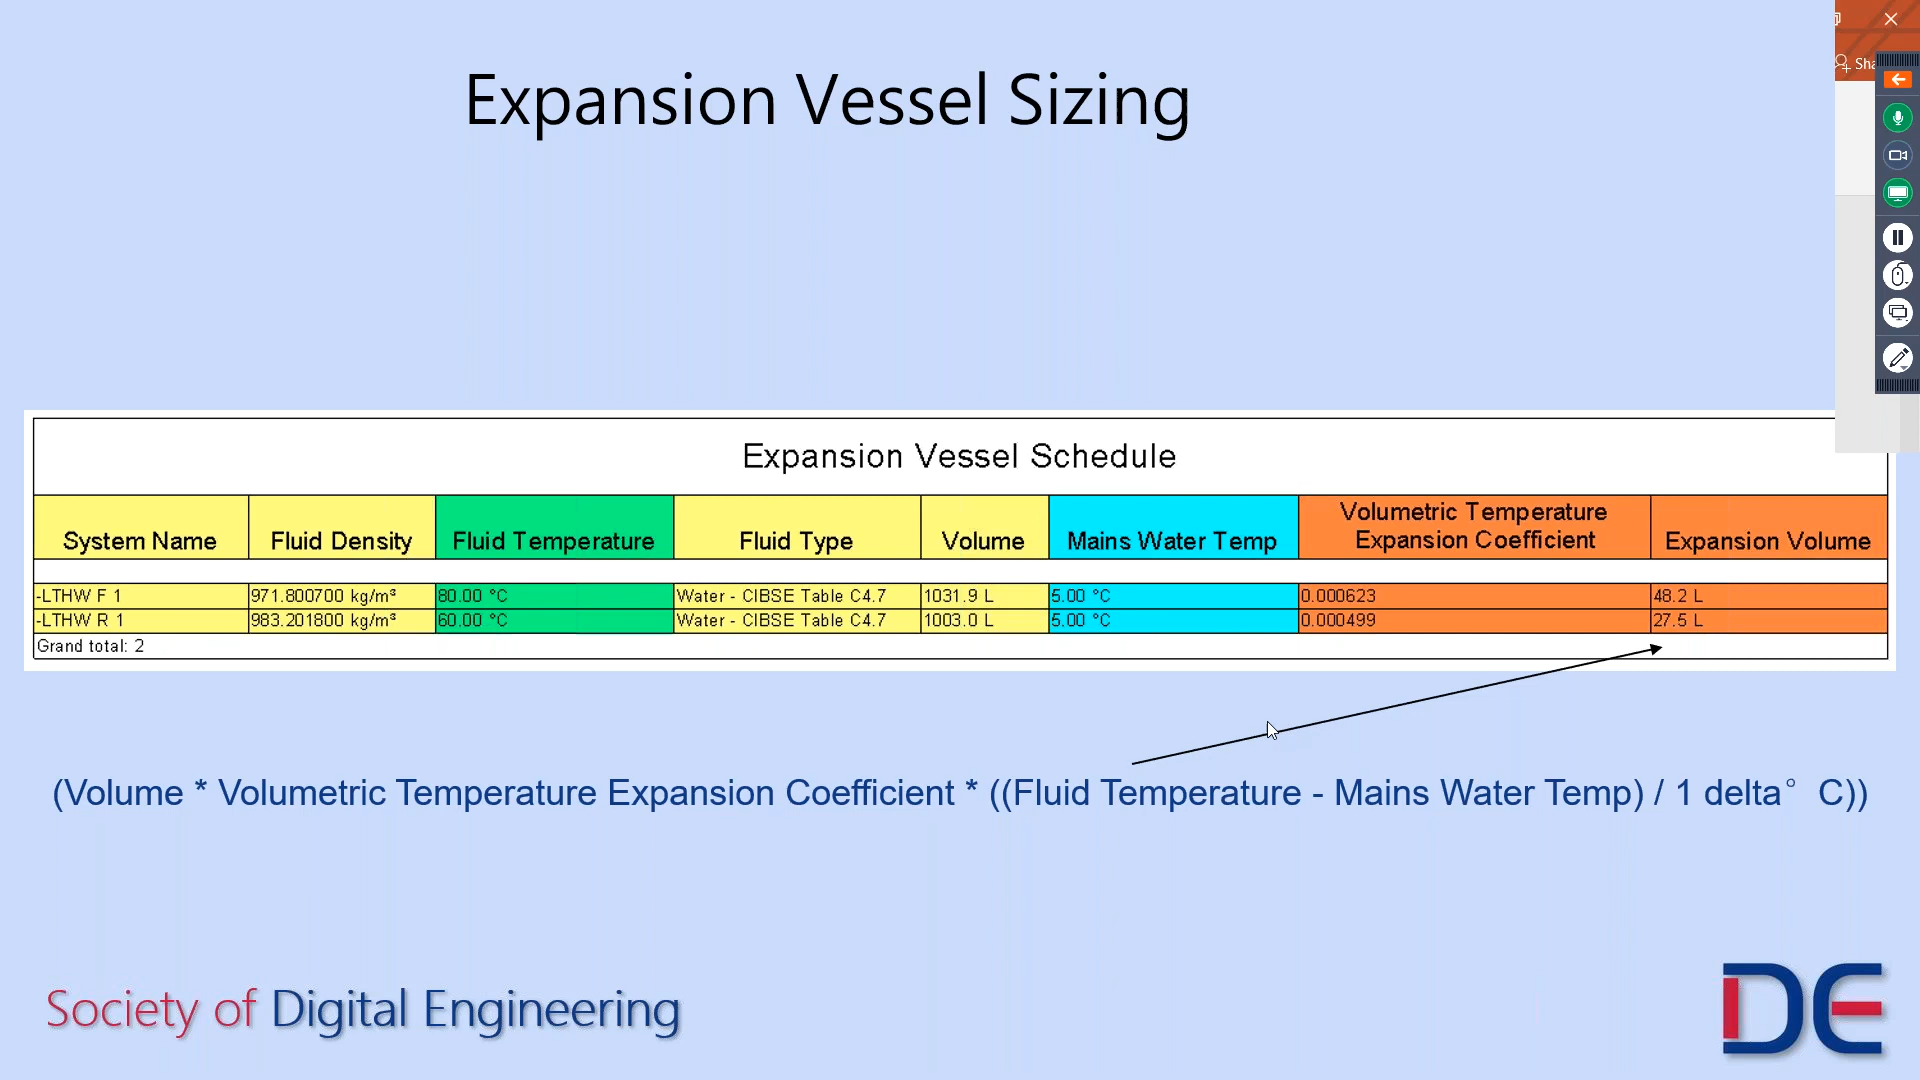 Expansion Vessel Sizing
Expansion Vessel Schedule
System Name Fluid Density Fluid Temperature Fluid Type Volume Mains Water Temp Volumetric Temperature Expansion Coefficient Expansion Volume
-LTHW F 1 971.800700 kg/m³ 80.00 °C Water - CIBSE Table C4.7 1031.9 L 5.00 °C 0.000623 48.2 L
-LTHW R 1 983.201800 kg/m³ 60.00 °C Water - CIBSE Table C4.7 1003.0 L 5.00 °C 0.000499 27.5 L
Grand total: 2
(Volume * Volumetric Temperature Expansion Coefficient * ((Fluid Temperature - Mains Water Temp) / 1 delta° C))
Society of Digital Engineering
DE